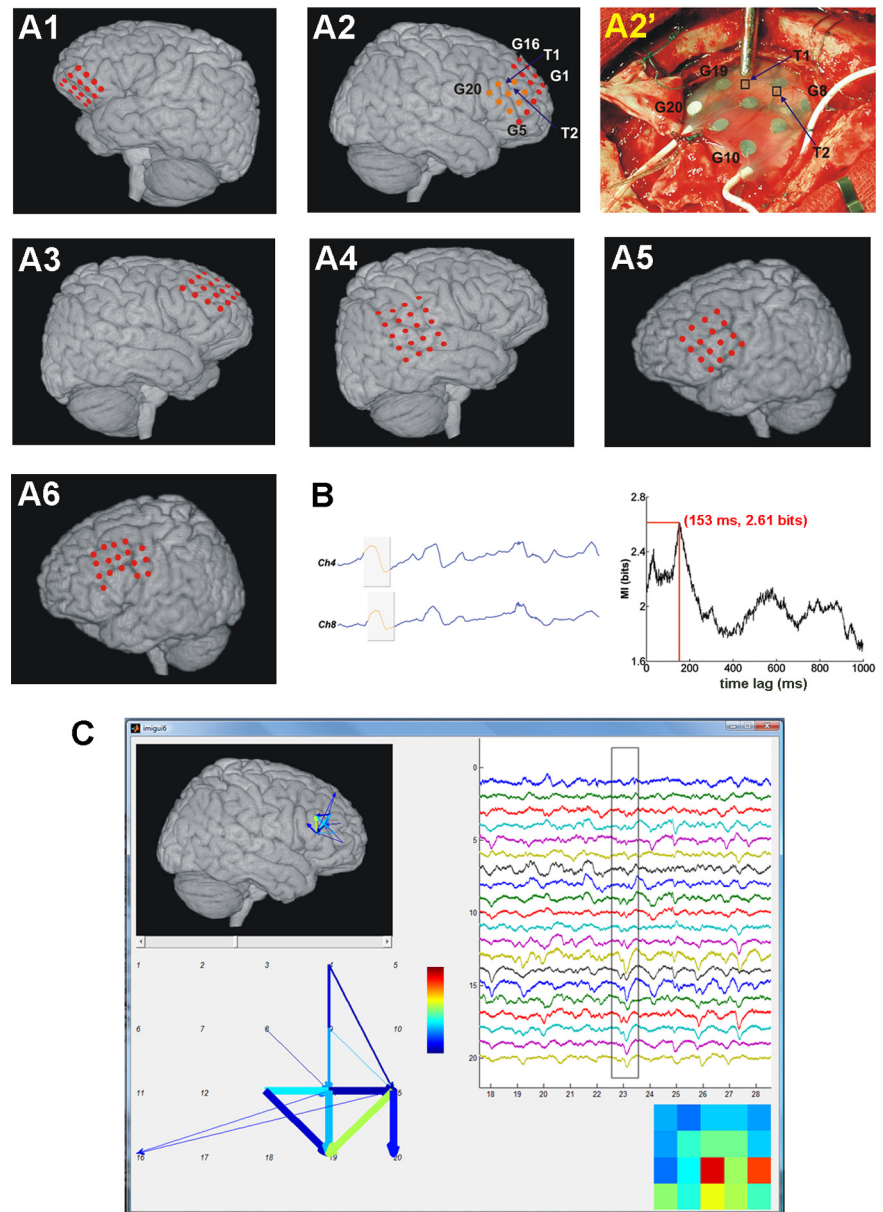 A1
A2
G16
T1
G1
G20
G5
T2
A2'
G19
T1
G8
G20
G10
T2
A3
A4
A5
A6
B
Ch4
Ch8
(153 ms, 2.61 bits)
MI (bits)
2.8
2.4
2
1.6
0 200 400 600 800 1000
time lag (ms)
C
imigui6
1 2 3 4 5
6 7 8 9 10
11 12
16 17 18 19 20
0
5
10
15
20
18 19 20 21 22 23 24 25 26 27 28